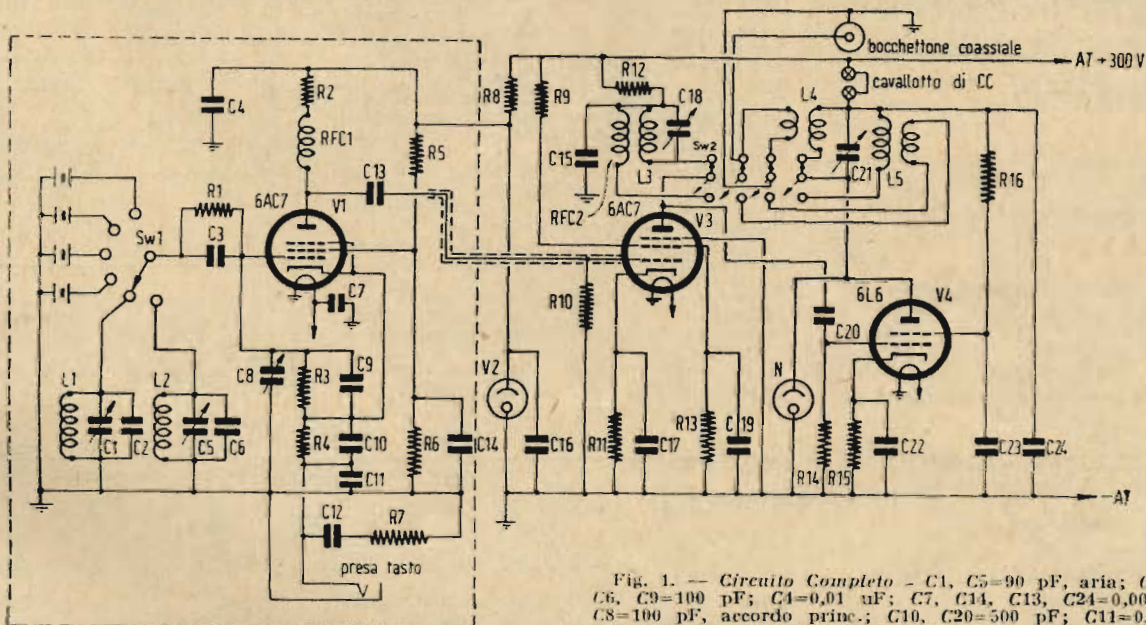 bocchettone coassiale
AT + 300 V
cavallotto di CC
R12
C18
L4
R2
C4
R8
R9
RFC1
R5
C15
L3
Sw2
C21
L5
R16
R1
C13
6AC7
V1
RFC2
6AC7
V3
Sw1
C3
C7
R10
6L6
V4
C20
L1
L2
C8
R3
C9
V2
N
C1
C2
C5
C6
R4
C10
R6
C14
C16
R11
C17
R13
C19
R14
R15
C22
C23
C24
C11
C12
R7
-AT
presa tasto
Fig. 1. — Circuito Completo - C1, C5=90 pF, aria;
C6, C9=100 pF; C4=0,01 uF; C7, C14, C13, C24=0,00
C8=100 pF, accordo princ.; C10, C20=500 pF; C11=0,